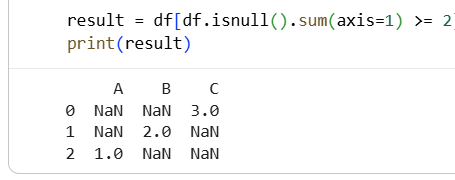 result = df[df.isnull().sum(axis=1) >= 2]
print(result)
A B C
0 NaN NaN 3.0
1 NaN 2.0 NaN
2 1.0 NaN NaN